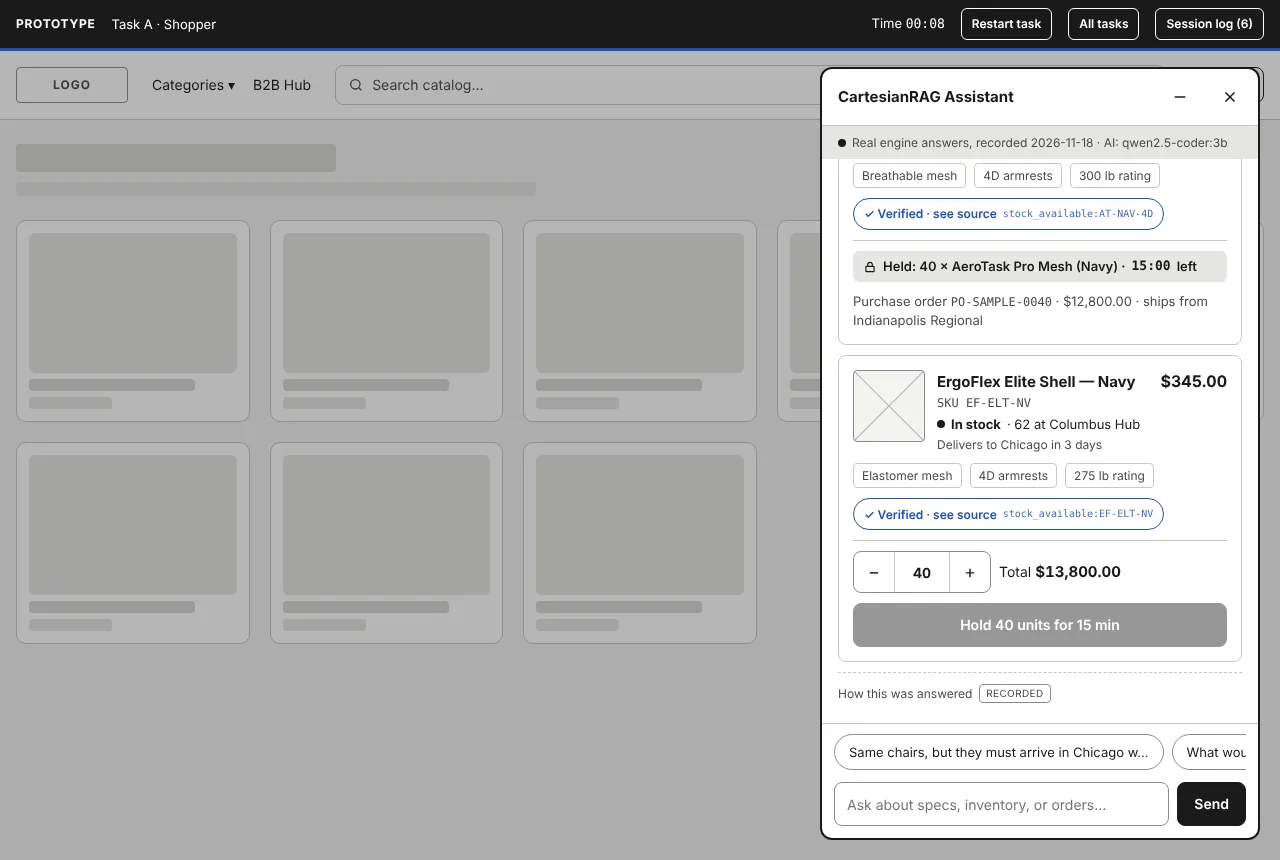 PROTOTYPE Task A · Shopper Time 00:08 Restart task All tasks Session log (6)
LOGO Categories ▾ B2B Hub Search catalog...
CartesianRAG Assistant − ×
Real engine answers, recorded 2026-11-18 · AI: qwen2.5-coder:3b
Breathable mesh 4D armrests 300 lb rating
✓ Verified · see source stock_available:AT-NAV-4D
Held: 40 × AeroTask Pro Mesh (Navy) · 15:00 left
Purchase order PO-SAMPLE-0040 · $12,800.00 · ships from
Indianapolis Regional
ErgoFlex Elite Shell — Navy $345.00
SKU EF-ELT-NV
In stock · 62 at Columbus Hub
Delivers to Chicago in 3 days
Elastomer mesh 4D armrests 275 lb rating
✓ Verified · see source stock_available:EF-ELT-NV
− 40 + Total $13,800.00
Hold 40 units for 15 min
How this was answered RECORDED
Same chairs, but they must arrive in Chicago w... What wou
Ask about specs, inventory, or orders... Send